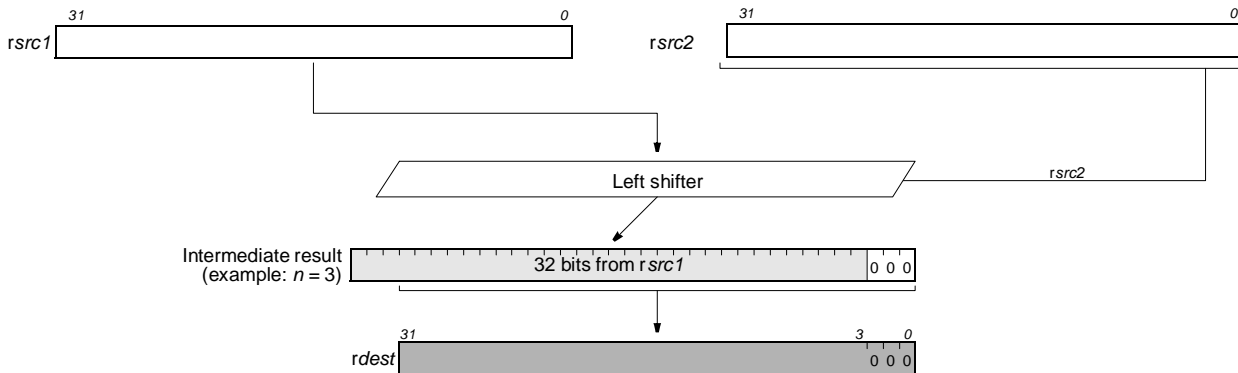 31 0 31 0
rsrc1 rsrc2
Left shifter rsrc2
Intermediate result
(example: n = 3)
32 bits from rsrc1
0 0 0
31 3 0
rdest 0 0 0